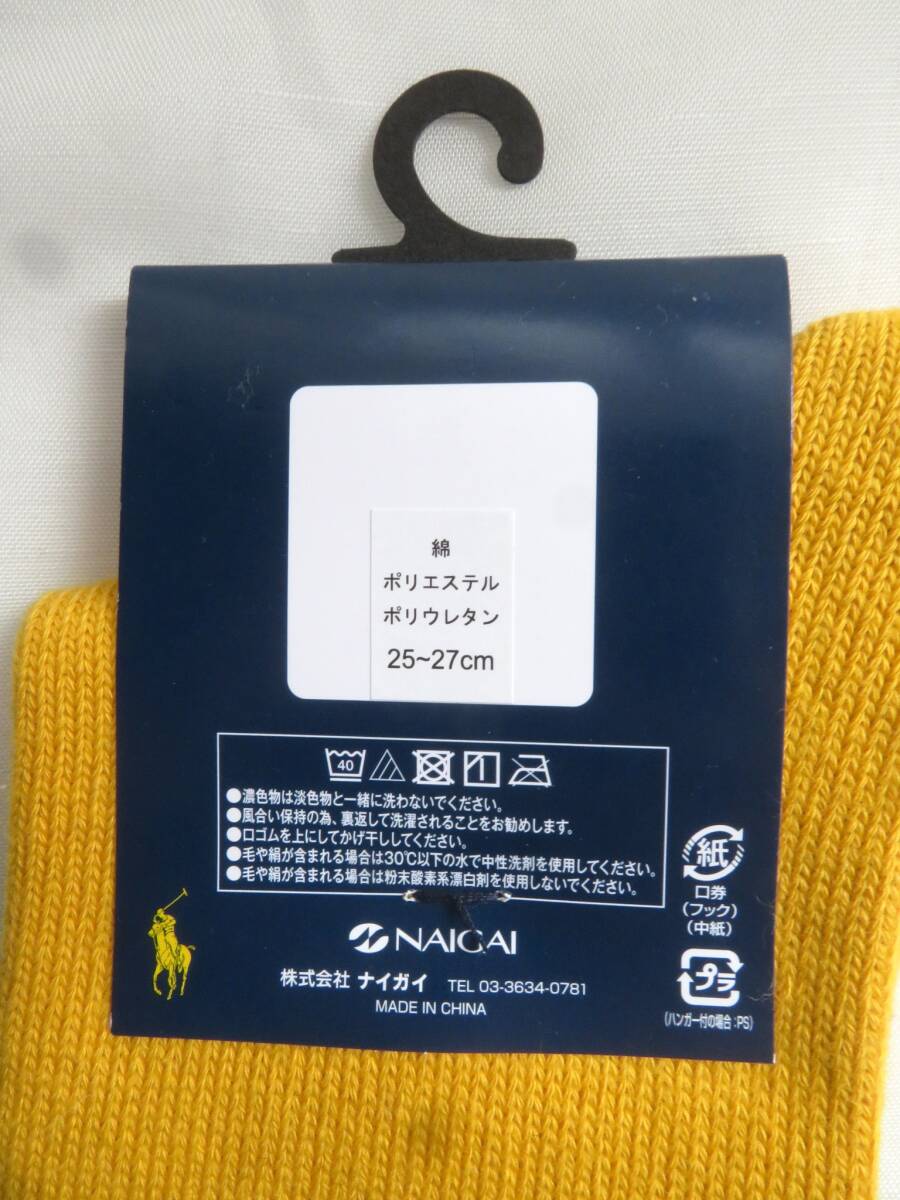 綿
ポリエステル
ポリウレタン
25~27cm
40
●濃色物は淡色物と一緒に洗わないでください。
●風合い保持の為、裏返して洗濯されることをお勧めします。
●口ゴムを上にしてかげ干ししてください。
●毛や絹が含まれる場合は30℃以下の水で中性洗剤を使用してください。
●毛や絹が含まれる場合は粉末酸素系漂白剤を使用しないでください。
NAIGAI
株式会社 ナイガイ TEL 03-3634-0781
MADE IN CHINA
紙
口券
(フック)
(中紙)
プラ
(ハンガー付の場合:PS)